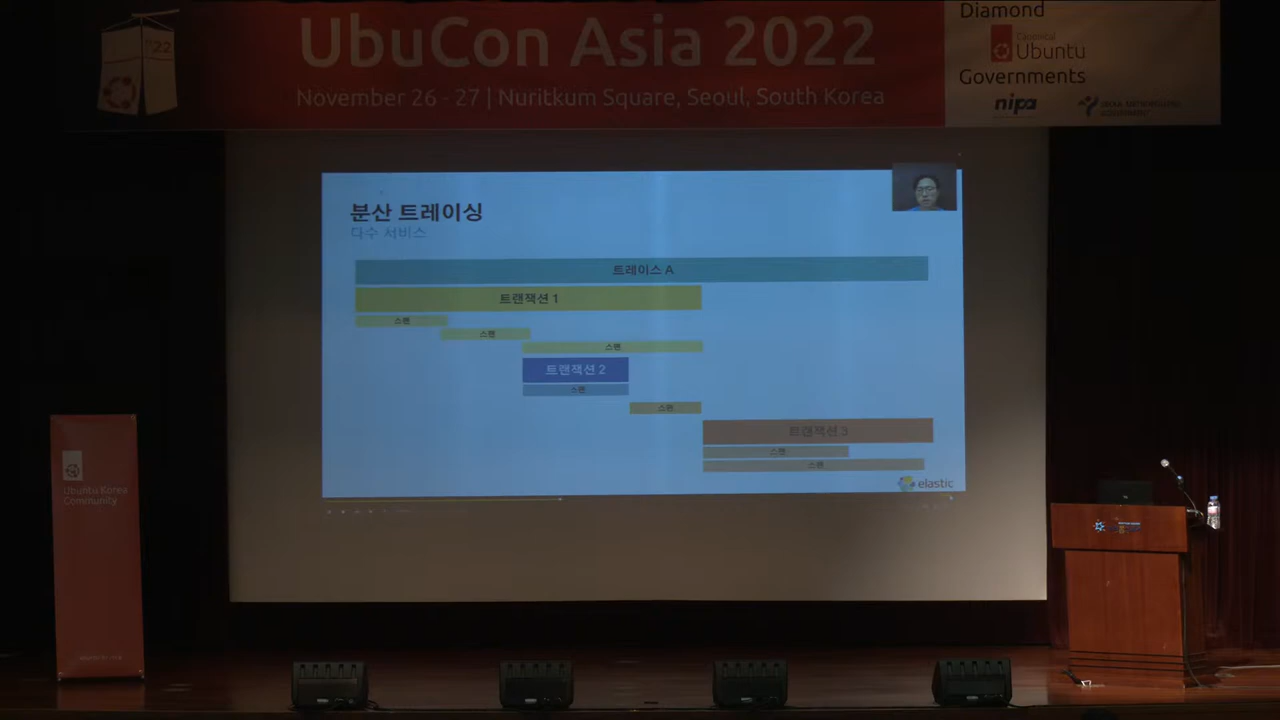 UbuCon Asia 2022
November 26 - 27 | Nuritkum Square, Seoul, South Korea
Diamond
Canonical
Ubuntu
Governments
nipa
22
분산 트레이싱
다수 서비스
트레이스 A
트랜잭션 1
스팬
스팬
스팬
트랜잭션 2
스팬
스팬
트랜잭션 3
스팬
스팬
elastic
Ubuntu Korea
Community